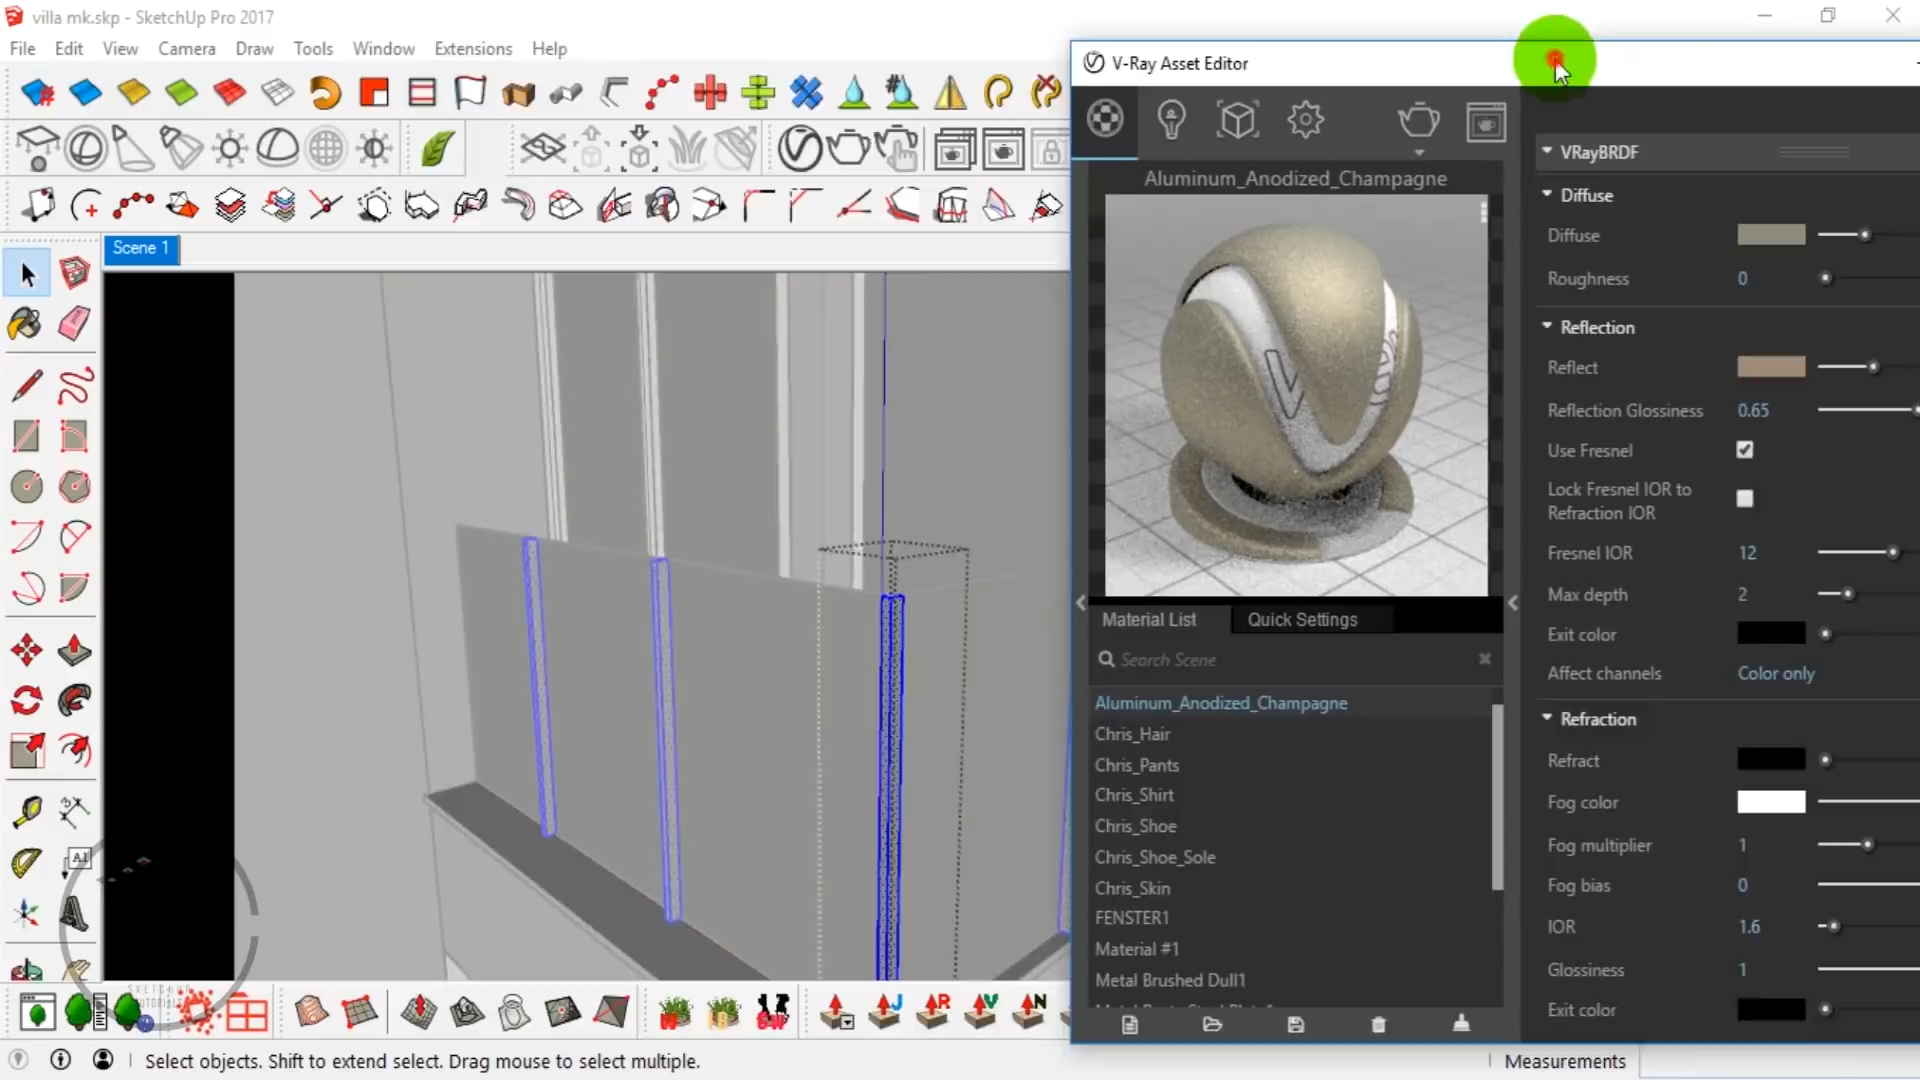 villa mk.skp - SketchUp Pro 2017
File Edit View Camera Draw Tools Window Extensions Help
V-Ray Asset Editor
Scene 1
Aluminum_Anodized_Champagne
Material List
Quick Settings
Search Scene
Aluminum_Anodized_Champagne
Chris_Hair
Chris_Pants
Chris_Shirt
Chris_Shoe
Chris_Shoe_Sole
Chris_Skin
FENSTER1
Material #1
Metal Brushed Dull1
VRayBRDF
Diffuse
Diffuse
Roughness 0
Reflection
Reflect
Reflection Glossiness 0.65
Use Fresnel
Lock Fresnel IOR to
Refraction IOR
Fresnel IOR 12
Max depth 2
Exit color
Affect channels Color only
Refraction
Refract
Fog color
Fog multiplier 1
Fog bias 0
IOR 1.6
Glossiness 1
Exit color
A1
SKETCHUP
TUTORIALS
J R V N
Select objects. Shift to extend select. Drag mouse to select multiple.
Measurements